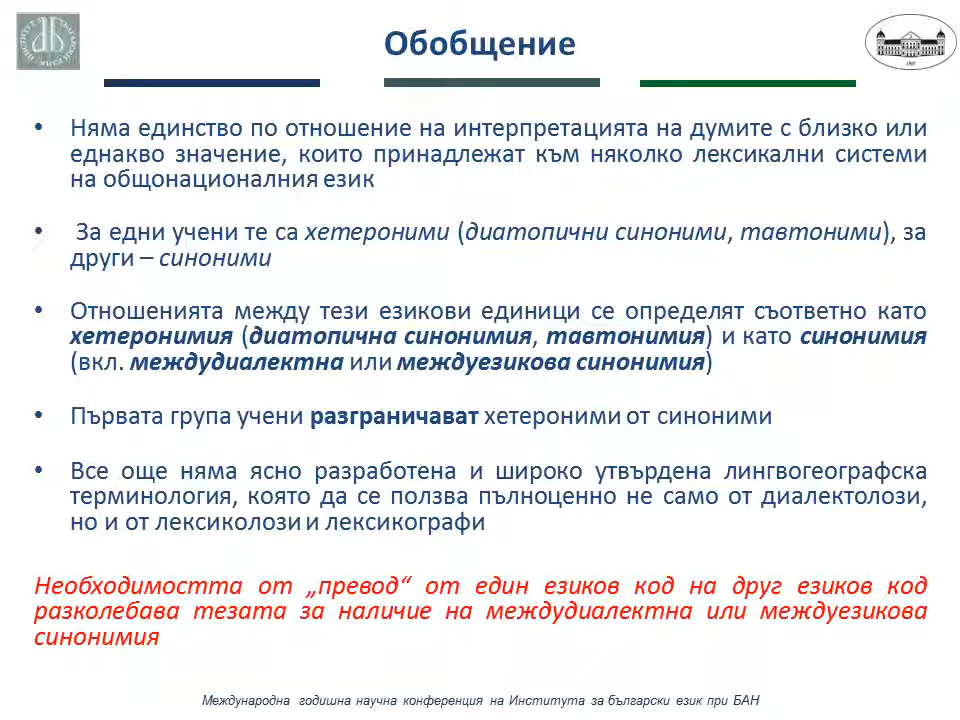 Обобщение
• Няма единство по отношение на интерпретацията на думите с близко или
еднакво значение, които принадлежат към няколко лексикални системи
на общонационалния език
• За едни учени те са хетероними (диатопични синоними, тавтоними), за
други – синоними
• Отношенията между тези езикови единици се определят съответно като
хетеронимия (диатопична синонимия, тавтонимия) и като синонимия
(вкл. междудиалектна или междуезикова синонимия)
• Първата група учени разграничават хетероними от синоними
• Все още няма ясно разработена и широко утвърдена лингвогеографска
терминология, която да се ползва пълноценно не само от диалектолози,
но и от лексиколози и лексикографи
Необходимостта от „превод“ от един езиков код на друг езиков код
разколебава тезата за наличие на междудиалектна или междуезикова
синонимия
Международна годишна научна конференция на Института за български език при БАН